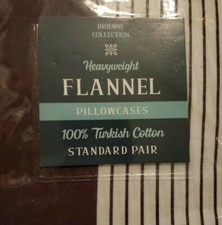 COLLECTION
Heavyweight
FLANNEL
PILLOWCASES
100% Turkish Cotton
STANDARD PAIR